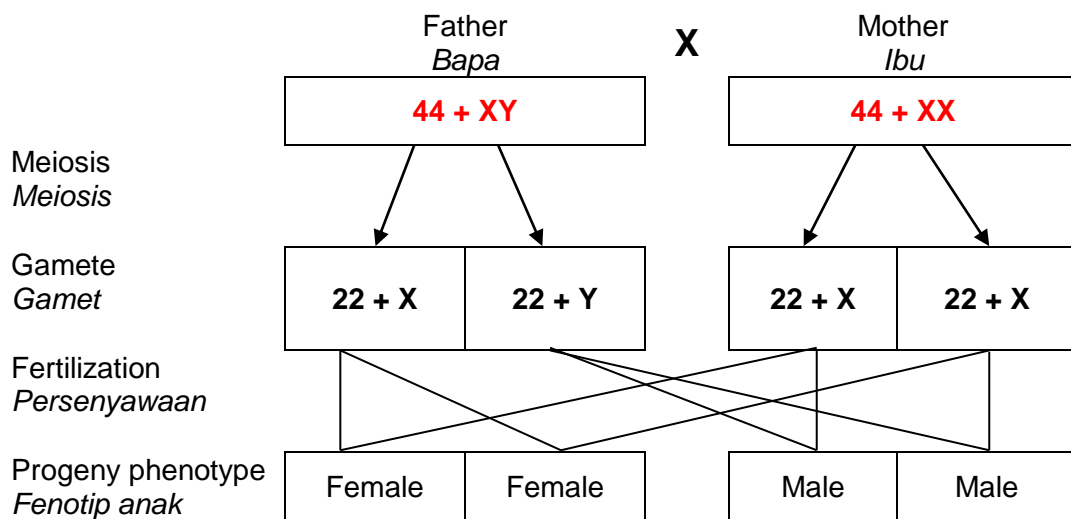 Father
Bapa
X
Mother
Ibu
44 + XY
44 + XX
Meiosis
Meiosis
Gamete
Gamet
22 + X
22 + Y
22 + X
22 + X
Fertilization
Persenyawaan
Progeny phenotype
Fenotip anak
Female
Female
Male
Male